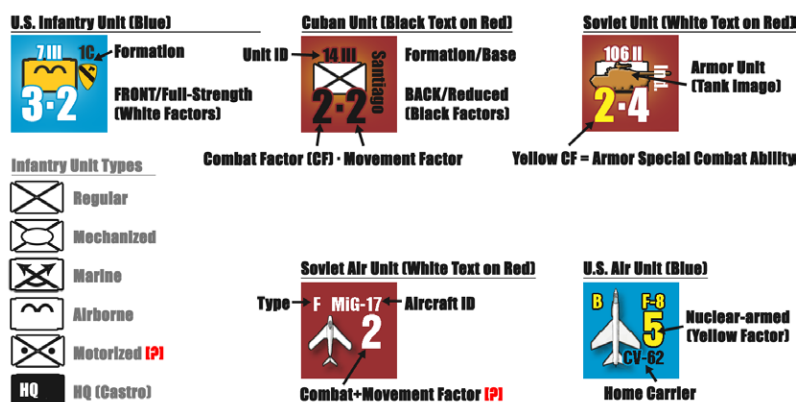 U.S. Infantry Unit (Blue)
7 III
1C
Formation
3·2
FRONT/Full-Strength
(White Factors)
Cuban Unit (Black Text on Red)
Unit ID
14 III
Santiago
Formation/Base
2·2
BACK/Reduced
(Black Factors)
Combat Factor (CF) · Movement Factor
Soviet Unit (White Text on Red)
106 II
Ind.
Armor Unit
(Tank Image)
2·4
Yellow CF = Armor Special Combat Ability
Infantry Unit Types
Regular
Mechanized
Marine
Airborne
Motorized [?]
HQ
HQ (Castro)
Soviet Air Unit (White Text on Red)
Type
F
MiG-17
Aircraft ID
2
Combat+Movement Factor [?]
U.S. Air Unit (Blue)
B
F-8
5
Nuclear-armed
(Yellow Factor)
CV-62
Home Carrier